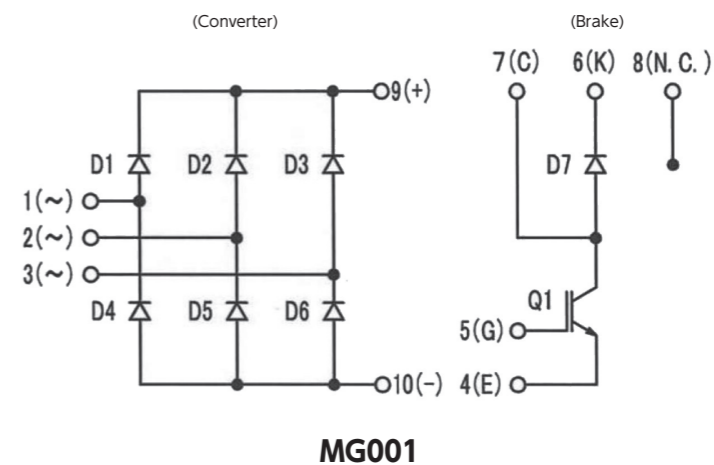 (Converter)
(Brake)
7(C) 6(K) 8(N.C.)
9(+)
D1 D2 D3 D7
1(~)
2(~)
3(~)
D4 D5 D6 Q1
5(G)
10(-) 4(E)
MG001